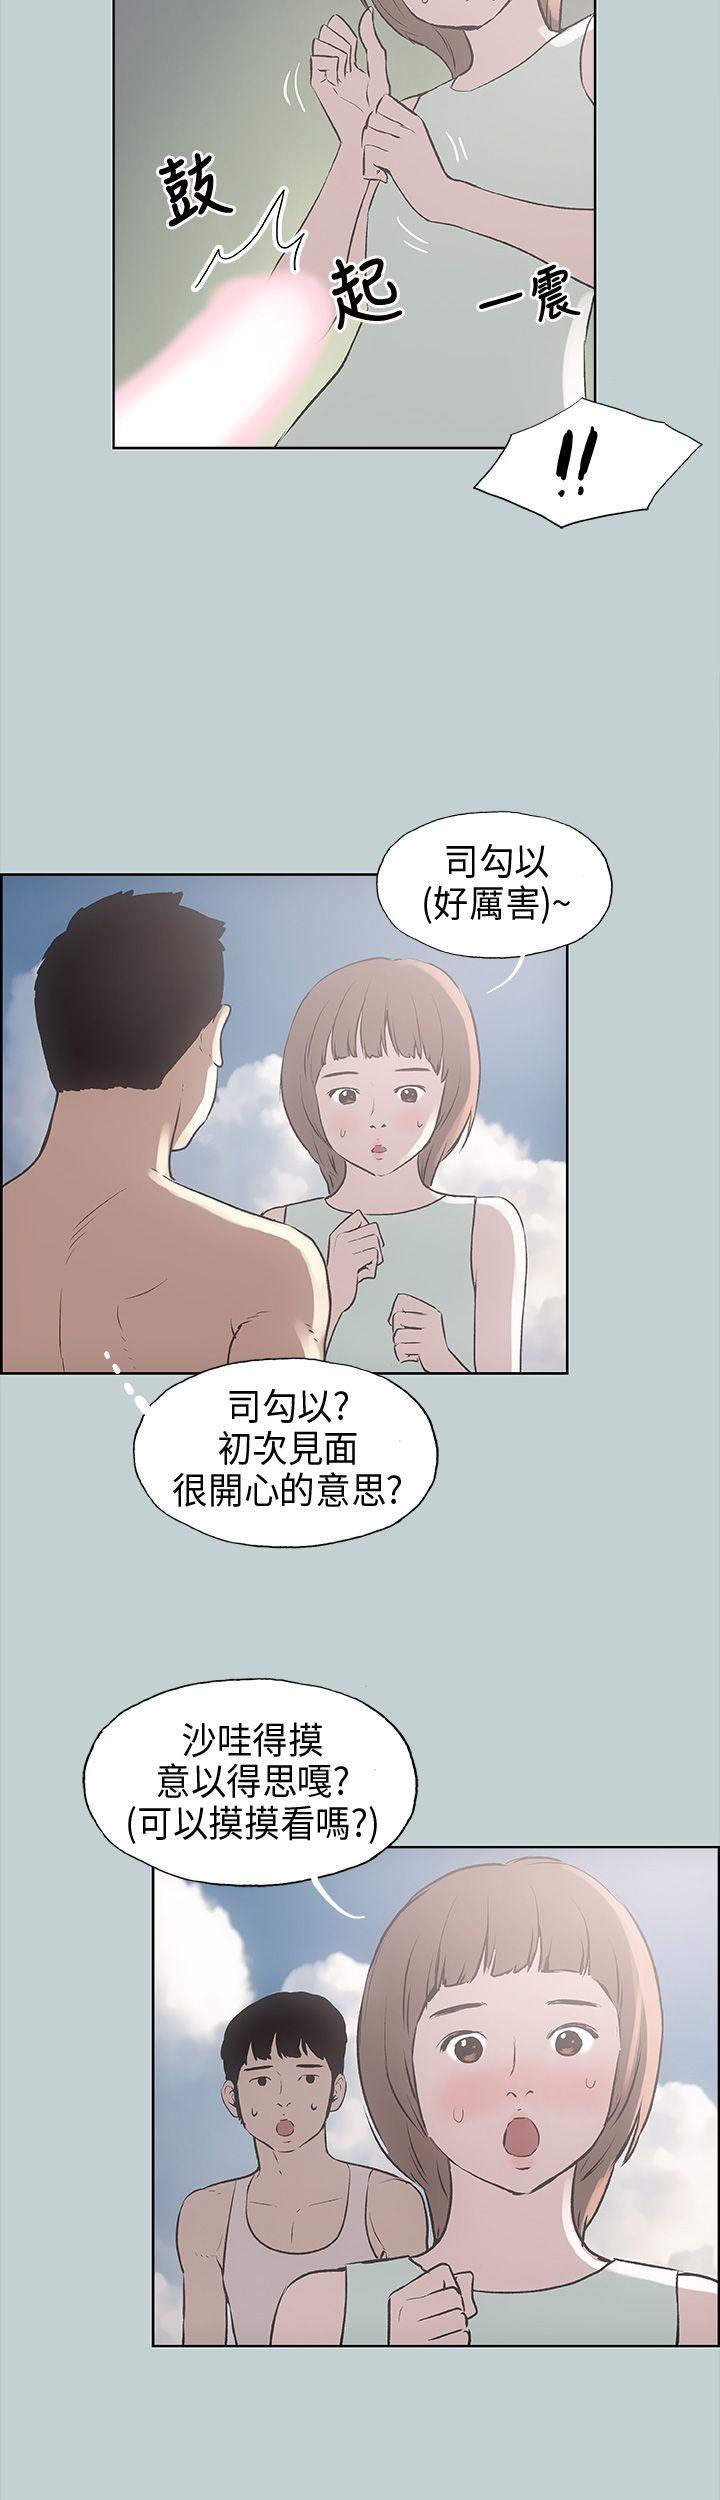 鼓
起
一震
!!
司勾以
(好厲害)~
司勾以?
初次見面
很開心的意思?
沙哇得摸
意以得思嘎?
(可以摸摸看嗎?)